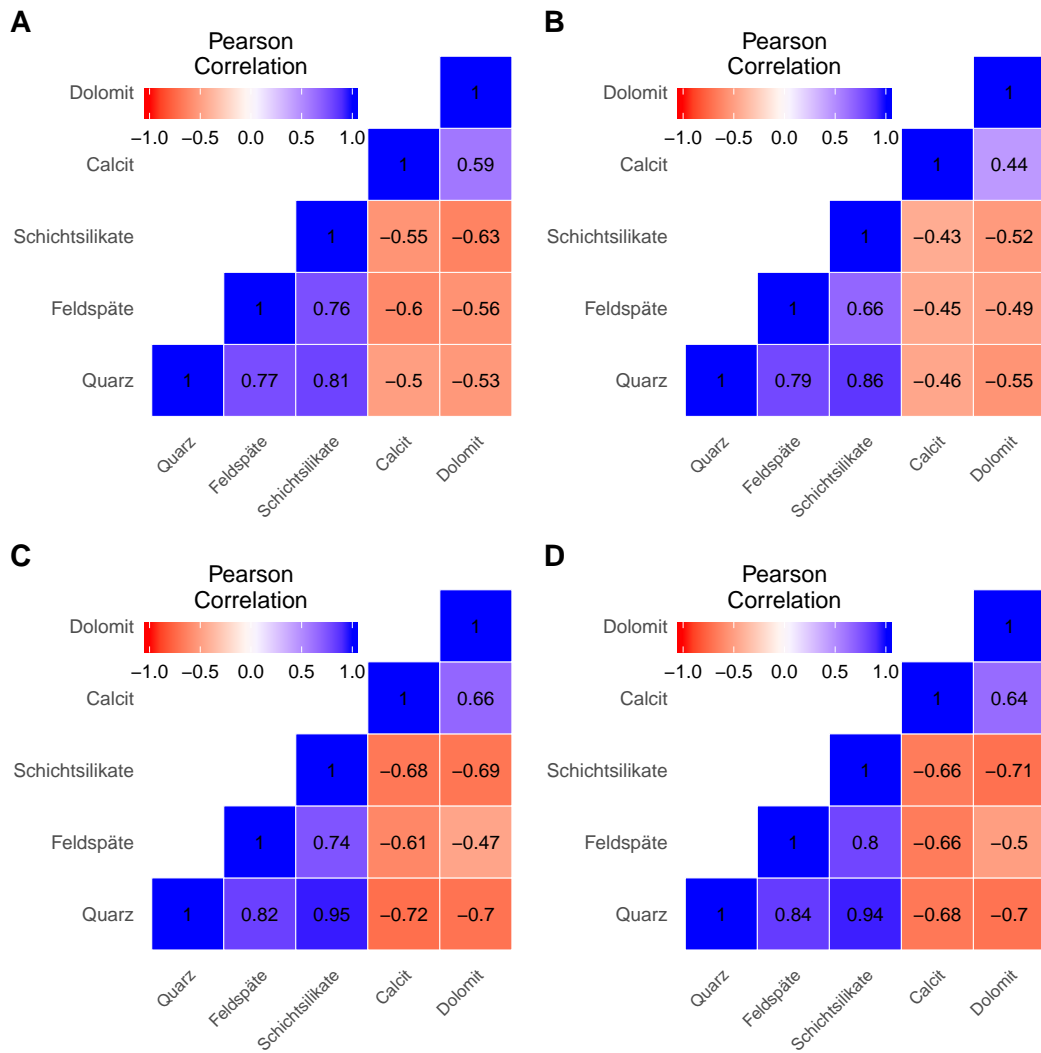 A
Pearson
Correlation
−1.0 −0.5 0.0 0.5 1.0
Dolomit 1
Calcit 1 0.59
Schichtsilikate 1 −0.55 −0.63
Feldspäte 1 0.76 −0.6 −0.56
Quarz 1 0.77 0.81 −0.5 −0.53
Quarz Feldspäte Schichtsilikate Calcit Dolomit
B
Pearson
Correlation
−1.0 −0.5 0.0 0.5 1.0
Dolomit 1
Calcit 1 0.44
Schichtsilikate 1 −0.43 −0.52
Feldspäte 1 0.66 −0.45 −0.49
Quarz 1 0.79 0.86 −0.46 −0.55
Quarz Feldspäte Schichtsilikate Calcit Dolomit
C
Pearson
Correlation
−1.0 −0.5 0.0 0.5 1.0
Dolomit 1
Calcit 1 0.66
Schichtsilikate 1 −0.68 −0.69
Feldspäte 1 0.74 −0.61 −0.47
Quarz 1 0.82 0.95 −0.72 −0.7
Quarz Feldspäte Schichtsilikate Calcit Dolomit
D
Pearson
Correlation
−1.0 −0.5 0.0 0.5 1.0
Dolomit 1
Calcit 1 0.64
Schichtsilikate 1 −0.66 −0.71
Feldspäte 1 0.8 −0.66 −0.5
Quarz 1 0.84 0.94 −0.68 −0.7
Quarz Feldspäte Schichtsilikate Calcit Dolomit